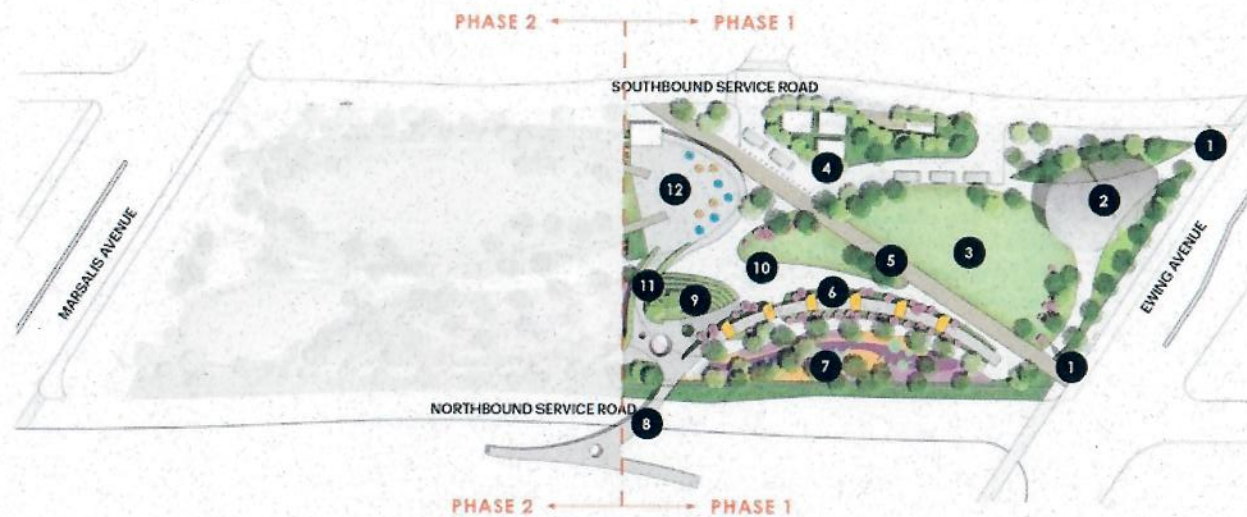 PHASE 2 PHASE 1
SOUTHBOUND SERVICE ROAD
1
4
2
12
MARSALIS AVENUE
3
EWING AVENUE
5
10
11
6
9
7
1
NORTHBOUND SERVICE ROAD
8
PHASE 2 PHASE 1